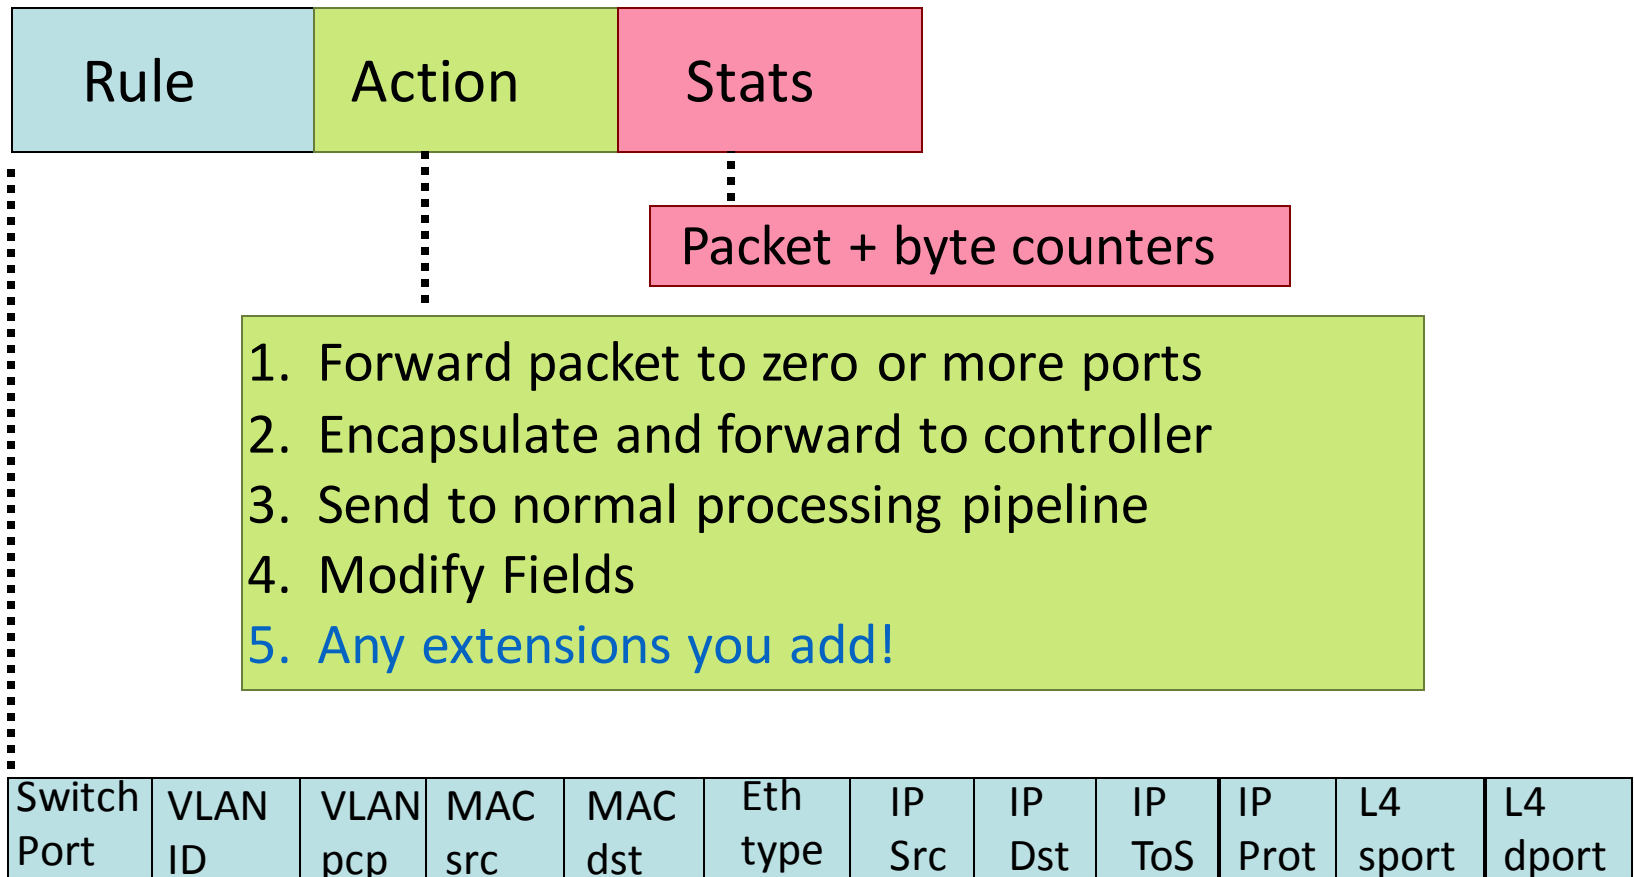 Rule Action Stats
Packet + byte counters
1. Forward packet to zero or more ports
2. Encapsulate and forward to controller
3. Send to normal processing pipeline
4. Modify Fields
5. Any extensions you add!
Switch Port
VLAN ID
VLAN pcp
MAC src
MAC dst
Eth type
IP Src
IP Dst
IP ToS
IP Prot
L4 sport
L4 dport